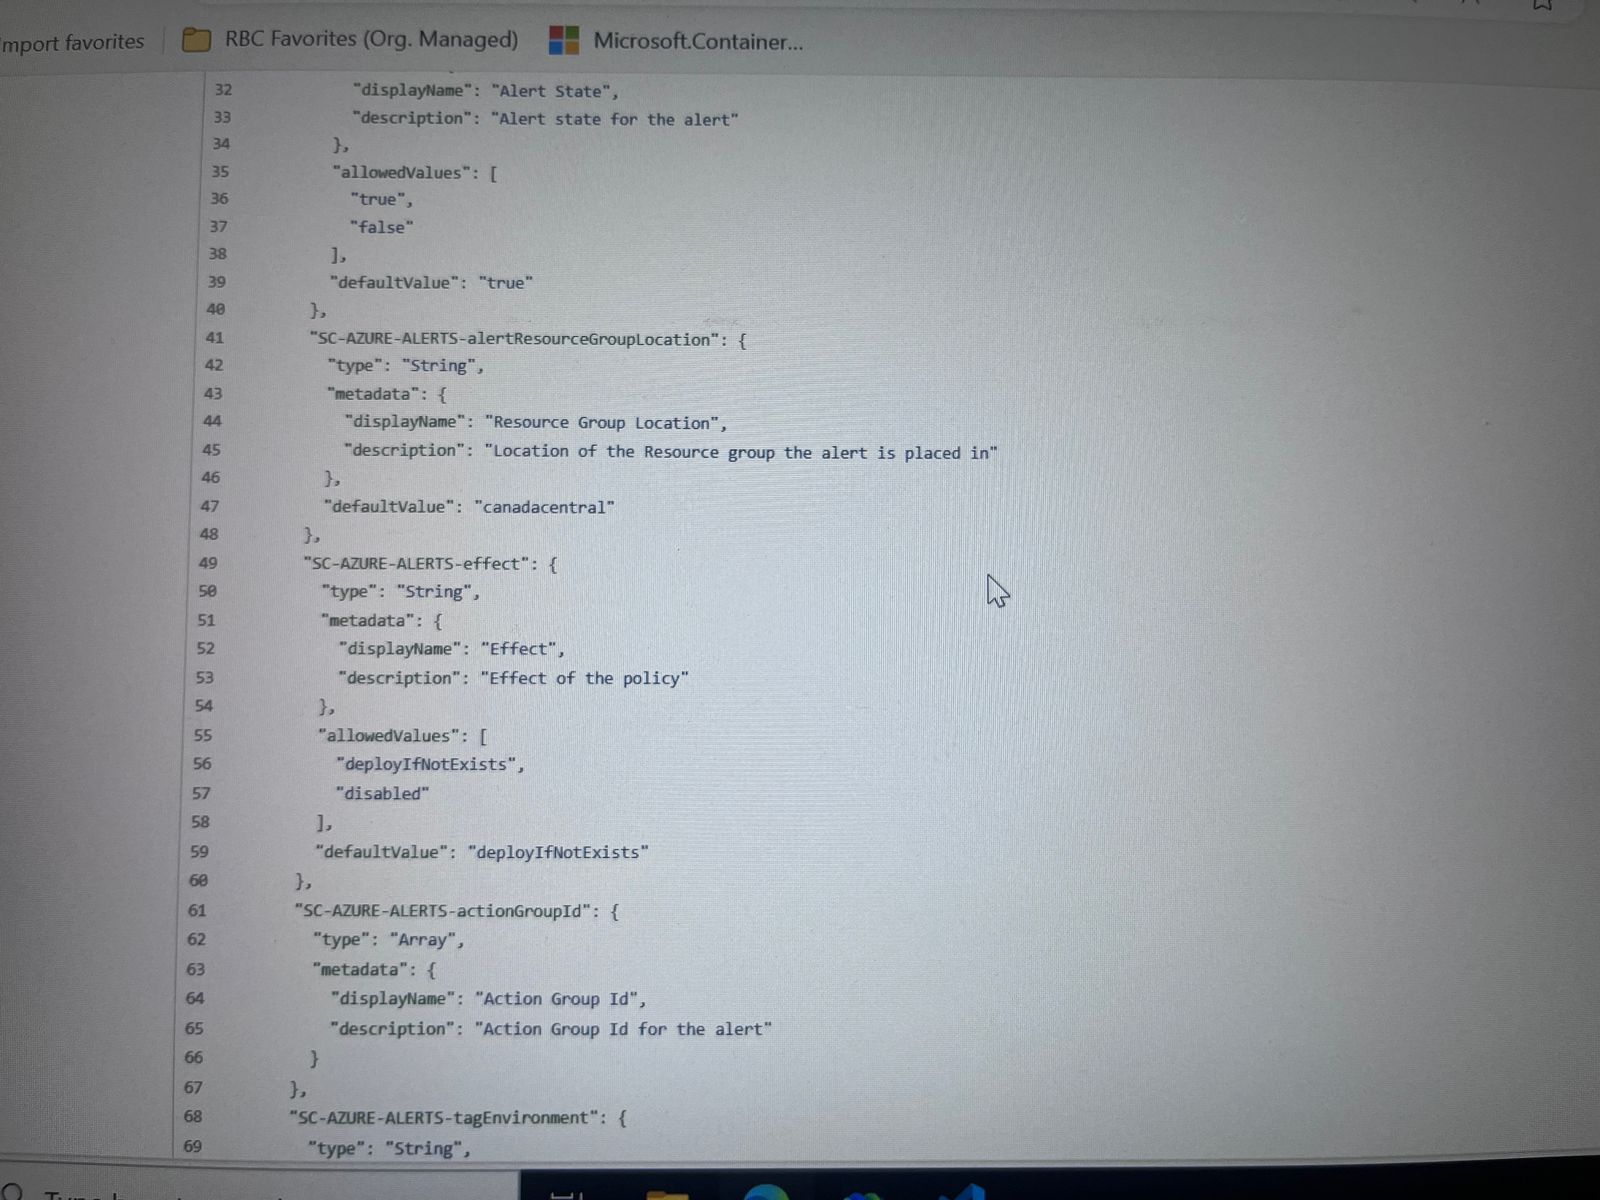 mport favorites RBC Favorites (Org. Managed) Microsoft.Container...
32 "displayName": "Alert State",
33 "description": "Alert state for the alert"
34 },
35 "allowedValues": [
36 "true",
37 "false"
38 ],
39 "defaultValue": "true"
40 },
41 "SC-AZURE-ALERTS-alertResourceGroupLocation": {
42 "type": "String",
43 "metadata": {
44 "displayName": "Resource Group Location",
45 "description": "Location of the Resource group the alert is placed in"
46 },
47 "defaultValue": "canadacentral"
48 },
49 "SC-AZURE-ALERTS-effect": {
50 "type": "String",
51 "metadata": {
52 "displayName": "Effect",
53 "description": "Effect of the policy"
54 },
55 "allowedValues": [
56 "deployIfNotExists",
57 "disabled"
58 ],
59 "defaultValue": "deployIfNotExists"
60 },
61 "SC-AZURE-ALERTS-actionGroupId": {
62 "type": "Array",
63 "metadata": {
64 "displayName": "Action Group Id",
65 "description": "Action Group Id for the alert"
66 }
67 },
68 "SC-AZURE-ALERTS-tagEnvironment": {
69 "type": "String",